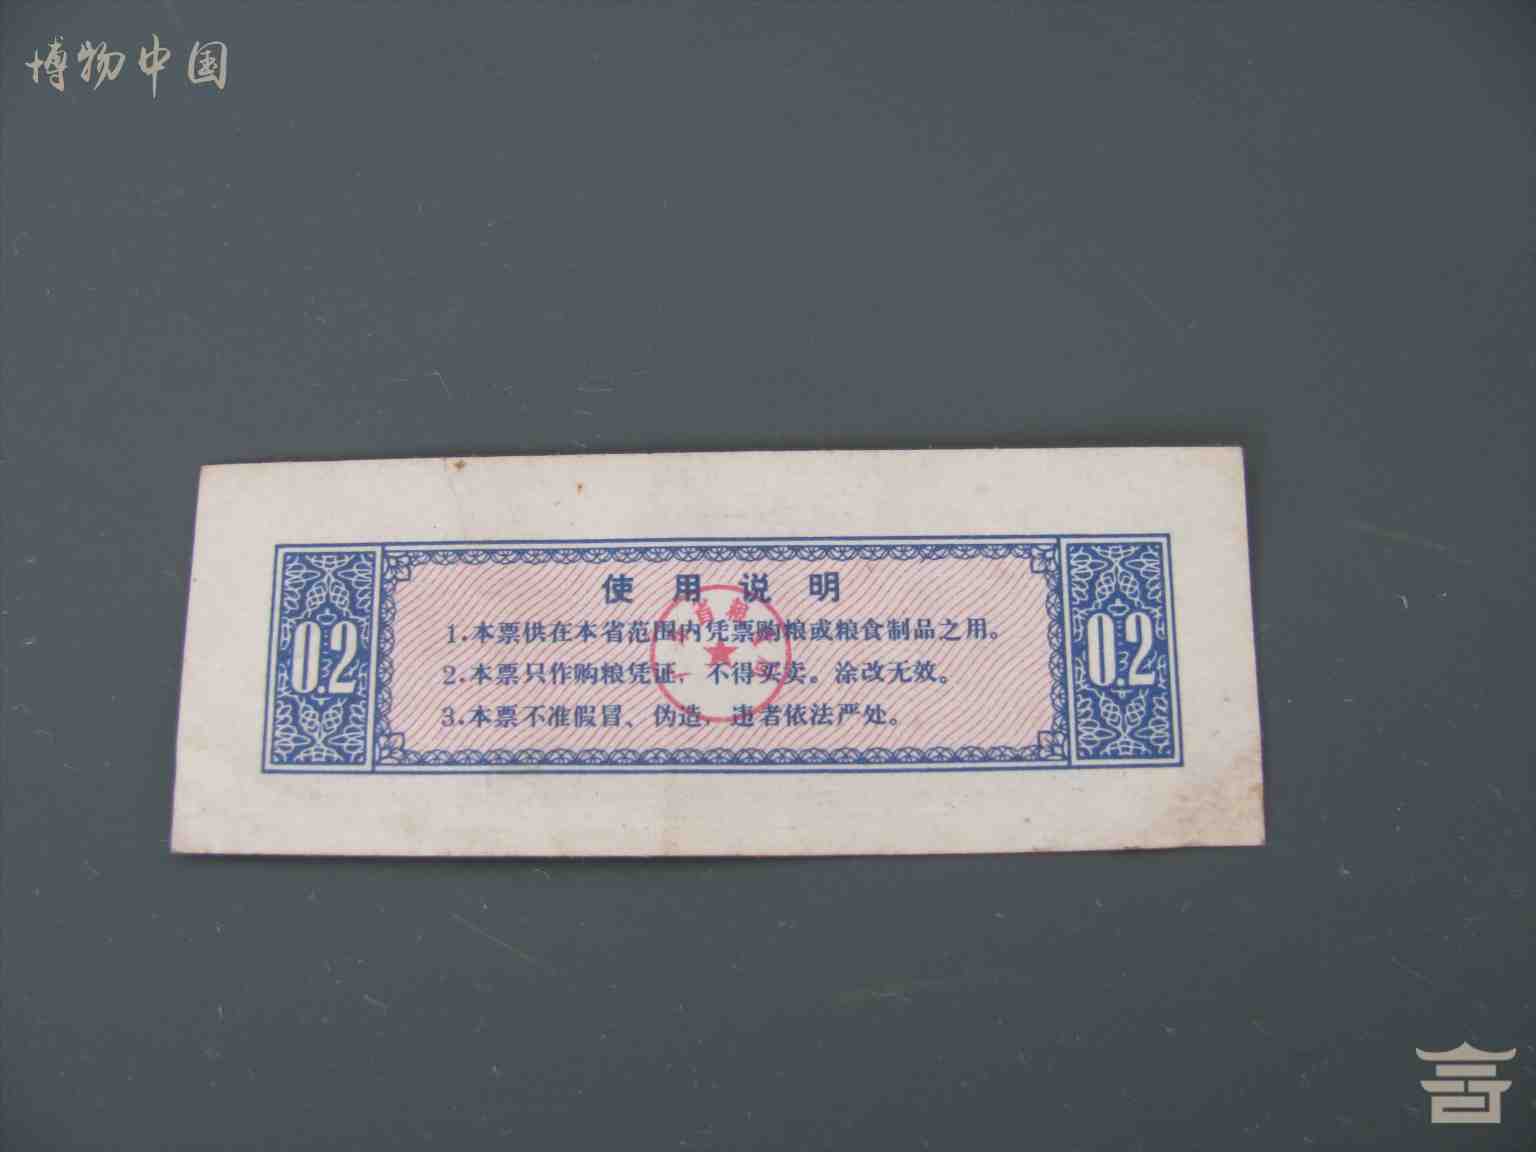 博物中国
使用说明
0.2
1.本票供在本省范围内凭票购粮或粮食制品之用。
2.本票只作购粮凭证,不得买卖。涂改无效。
3.本票不准假冒、伪造,违者依法严处。
0.2
省粮